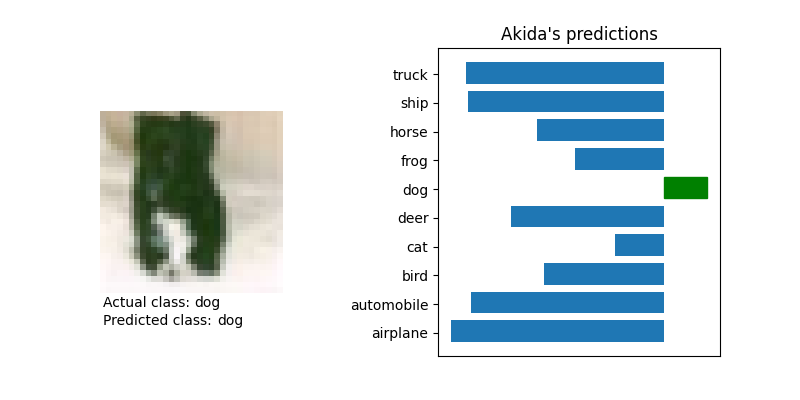 Akida's predictions
truck
ship
horse
frog
dog
deer
cat
bird
automobile
airplane
Actual class: dog
Predicted class: dog